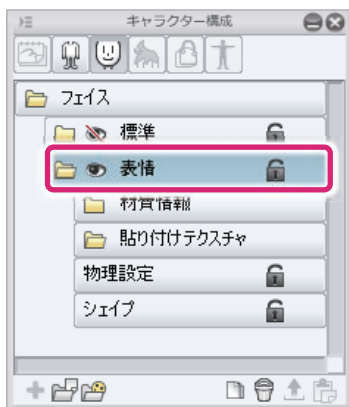 キャラクター構成
フェイス
標準
表情
材質情報
貼り付けテクスチャ
物理設定
シェイプ